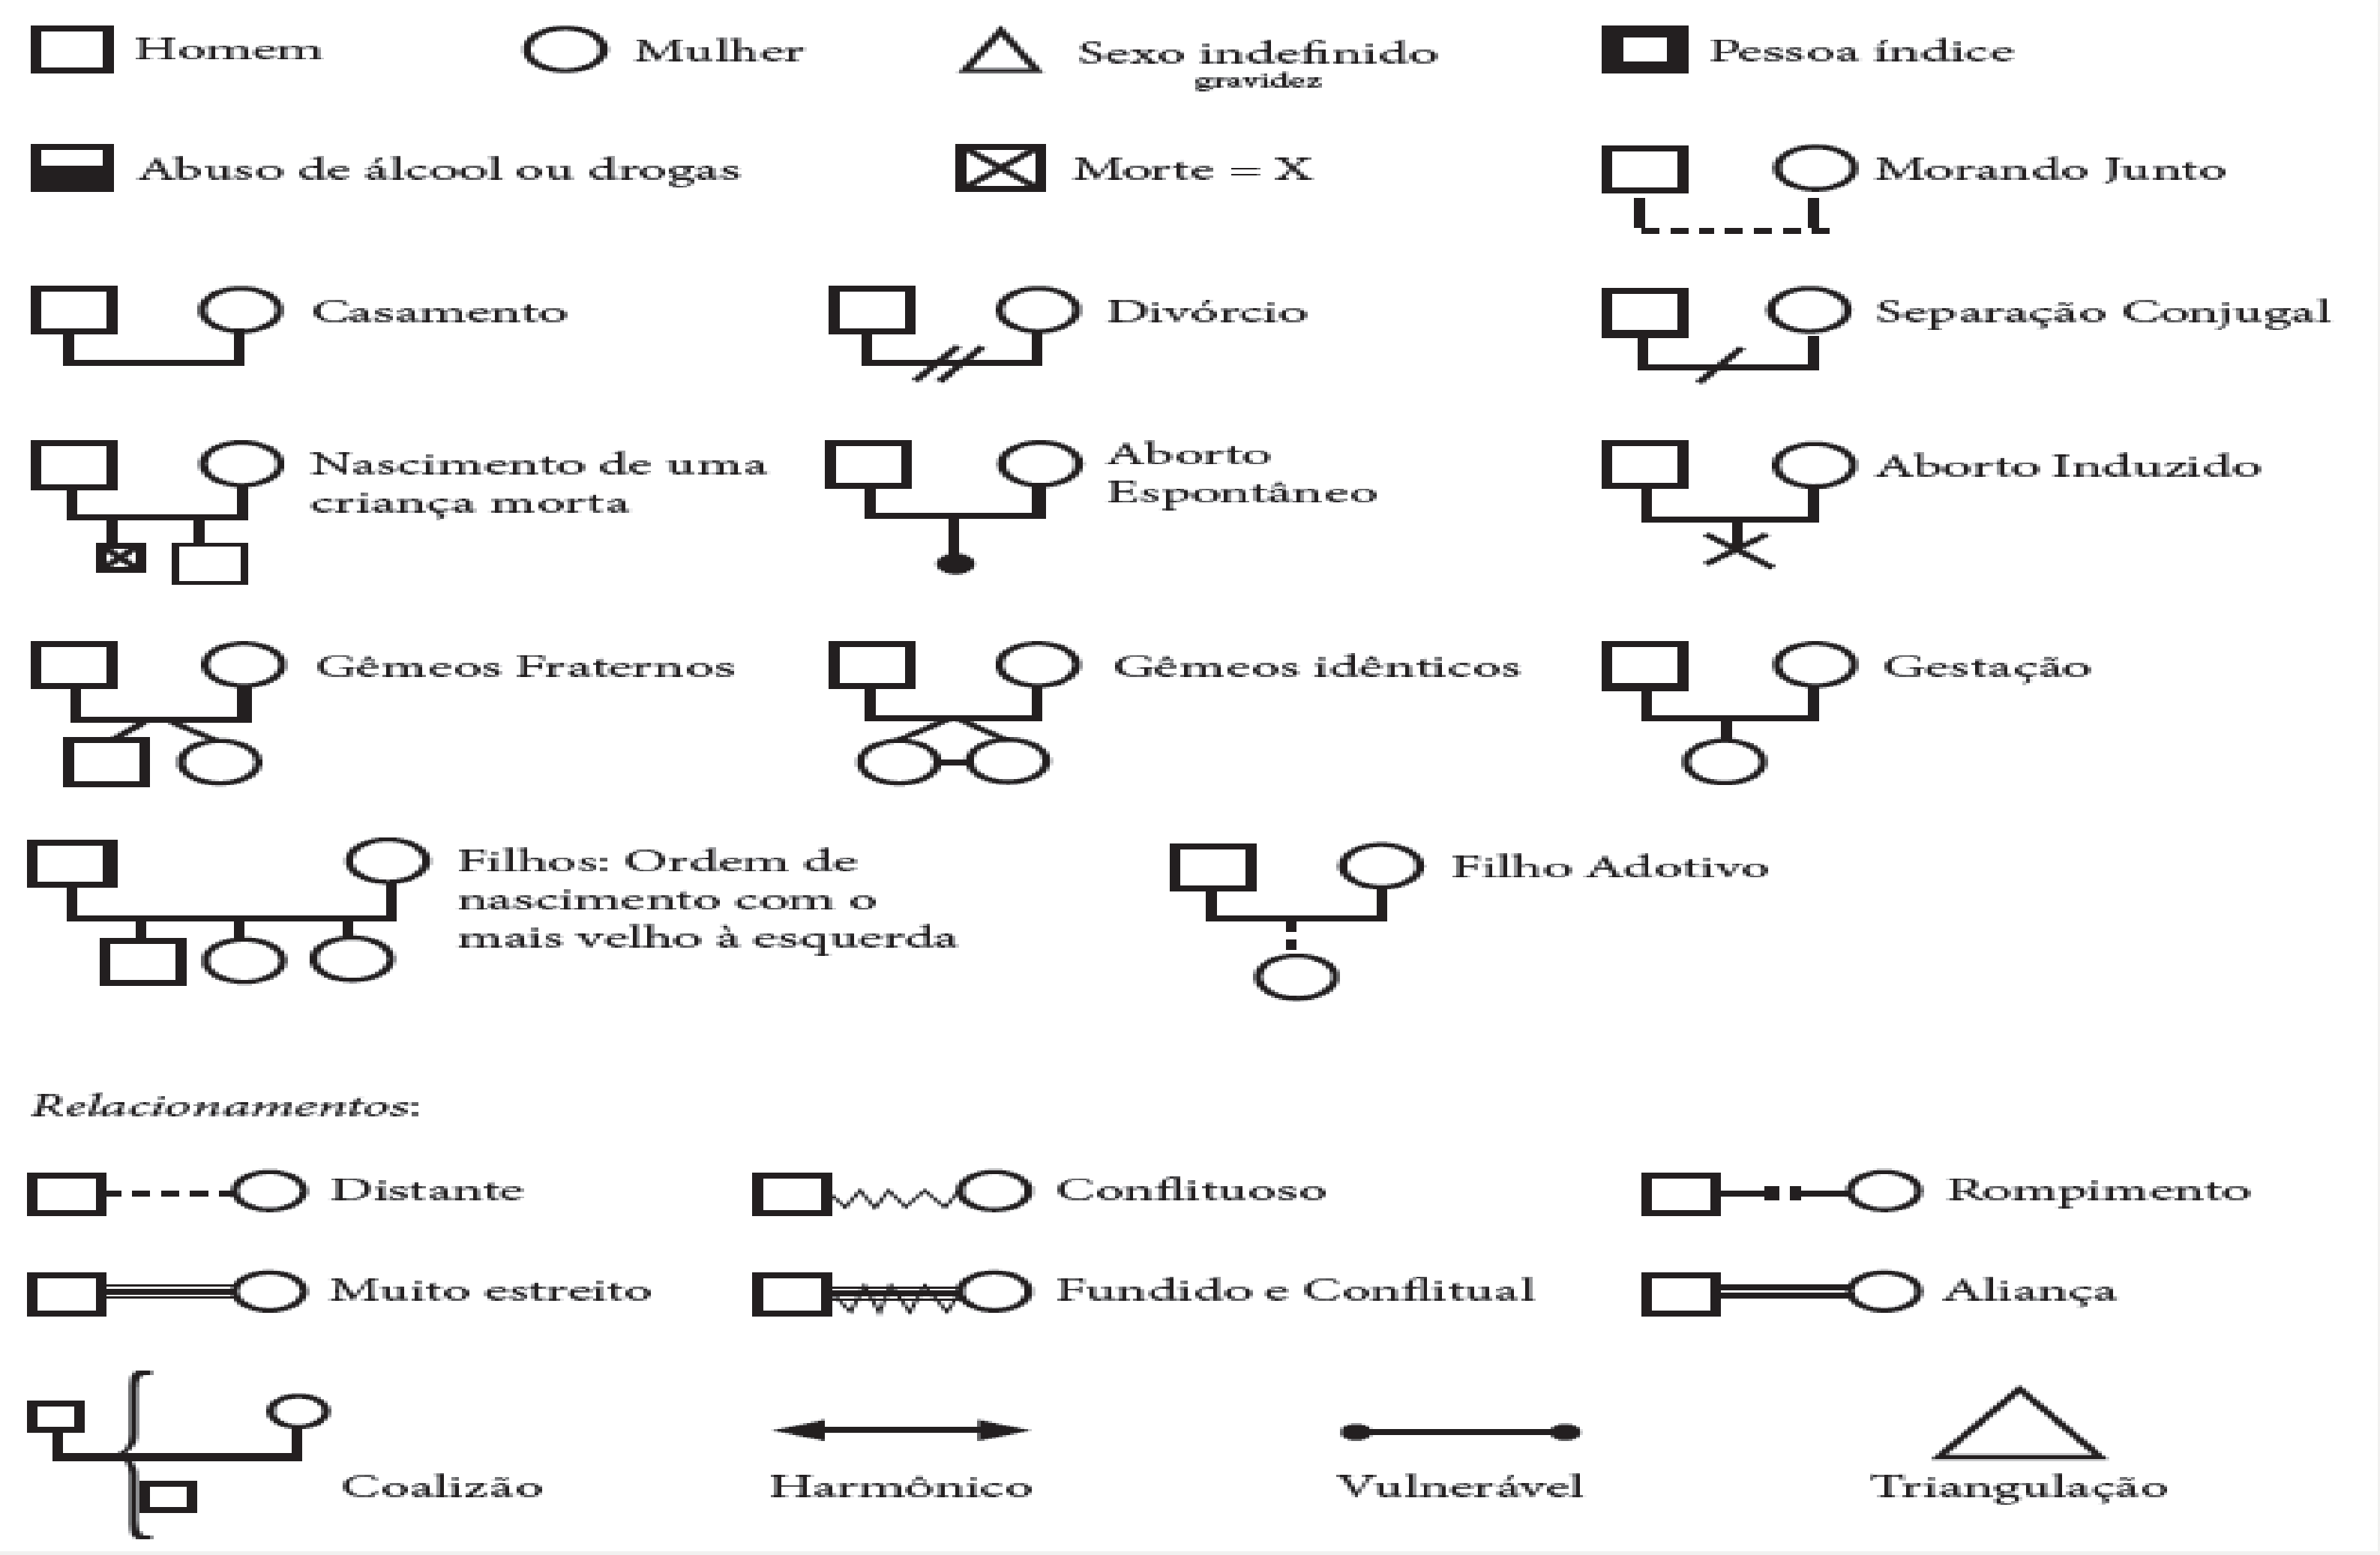 Homem
Mulher
Sexo indefinido
gravidez
Pessoa índice
Abuso de álcool ou drogas
Morte = X
Morando Junto
Casamento
Divórcio
Separação Conjugal
Nascimento de uma
criança morta
Aborto
Espontâneo
Aborto Induzido
Gêmeos Fraternos
Gêmeos idênticos
Gestação
Filhos: Ordem de
nascimento com o
mais velho à esquerda
Filho Adotivo
Relacionamentos:
Distante
Conflituoso
Rompimento
Muito estreito
Fundido e Conflitual
Aliança
Coalizão
Harmônico
Vulnerável
Triangulação